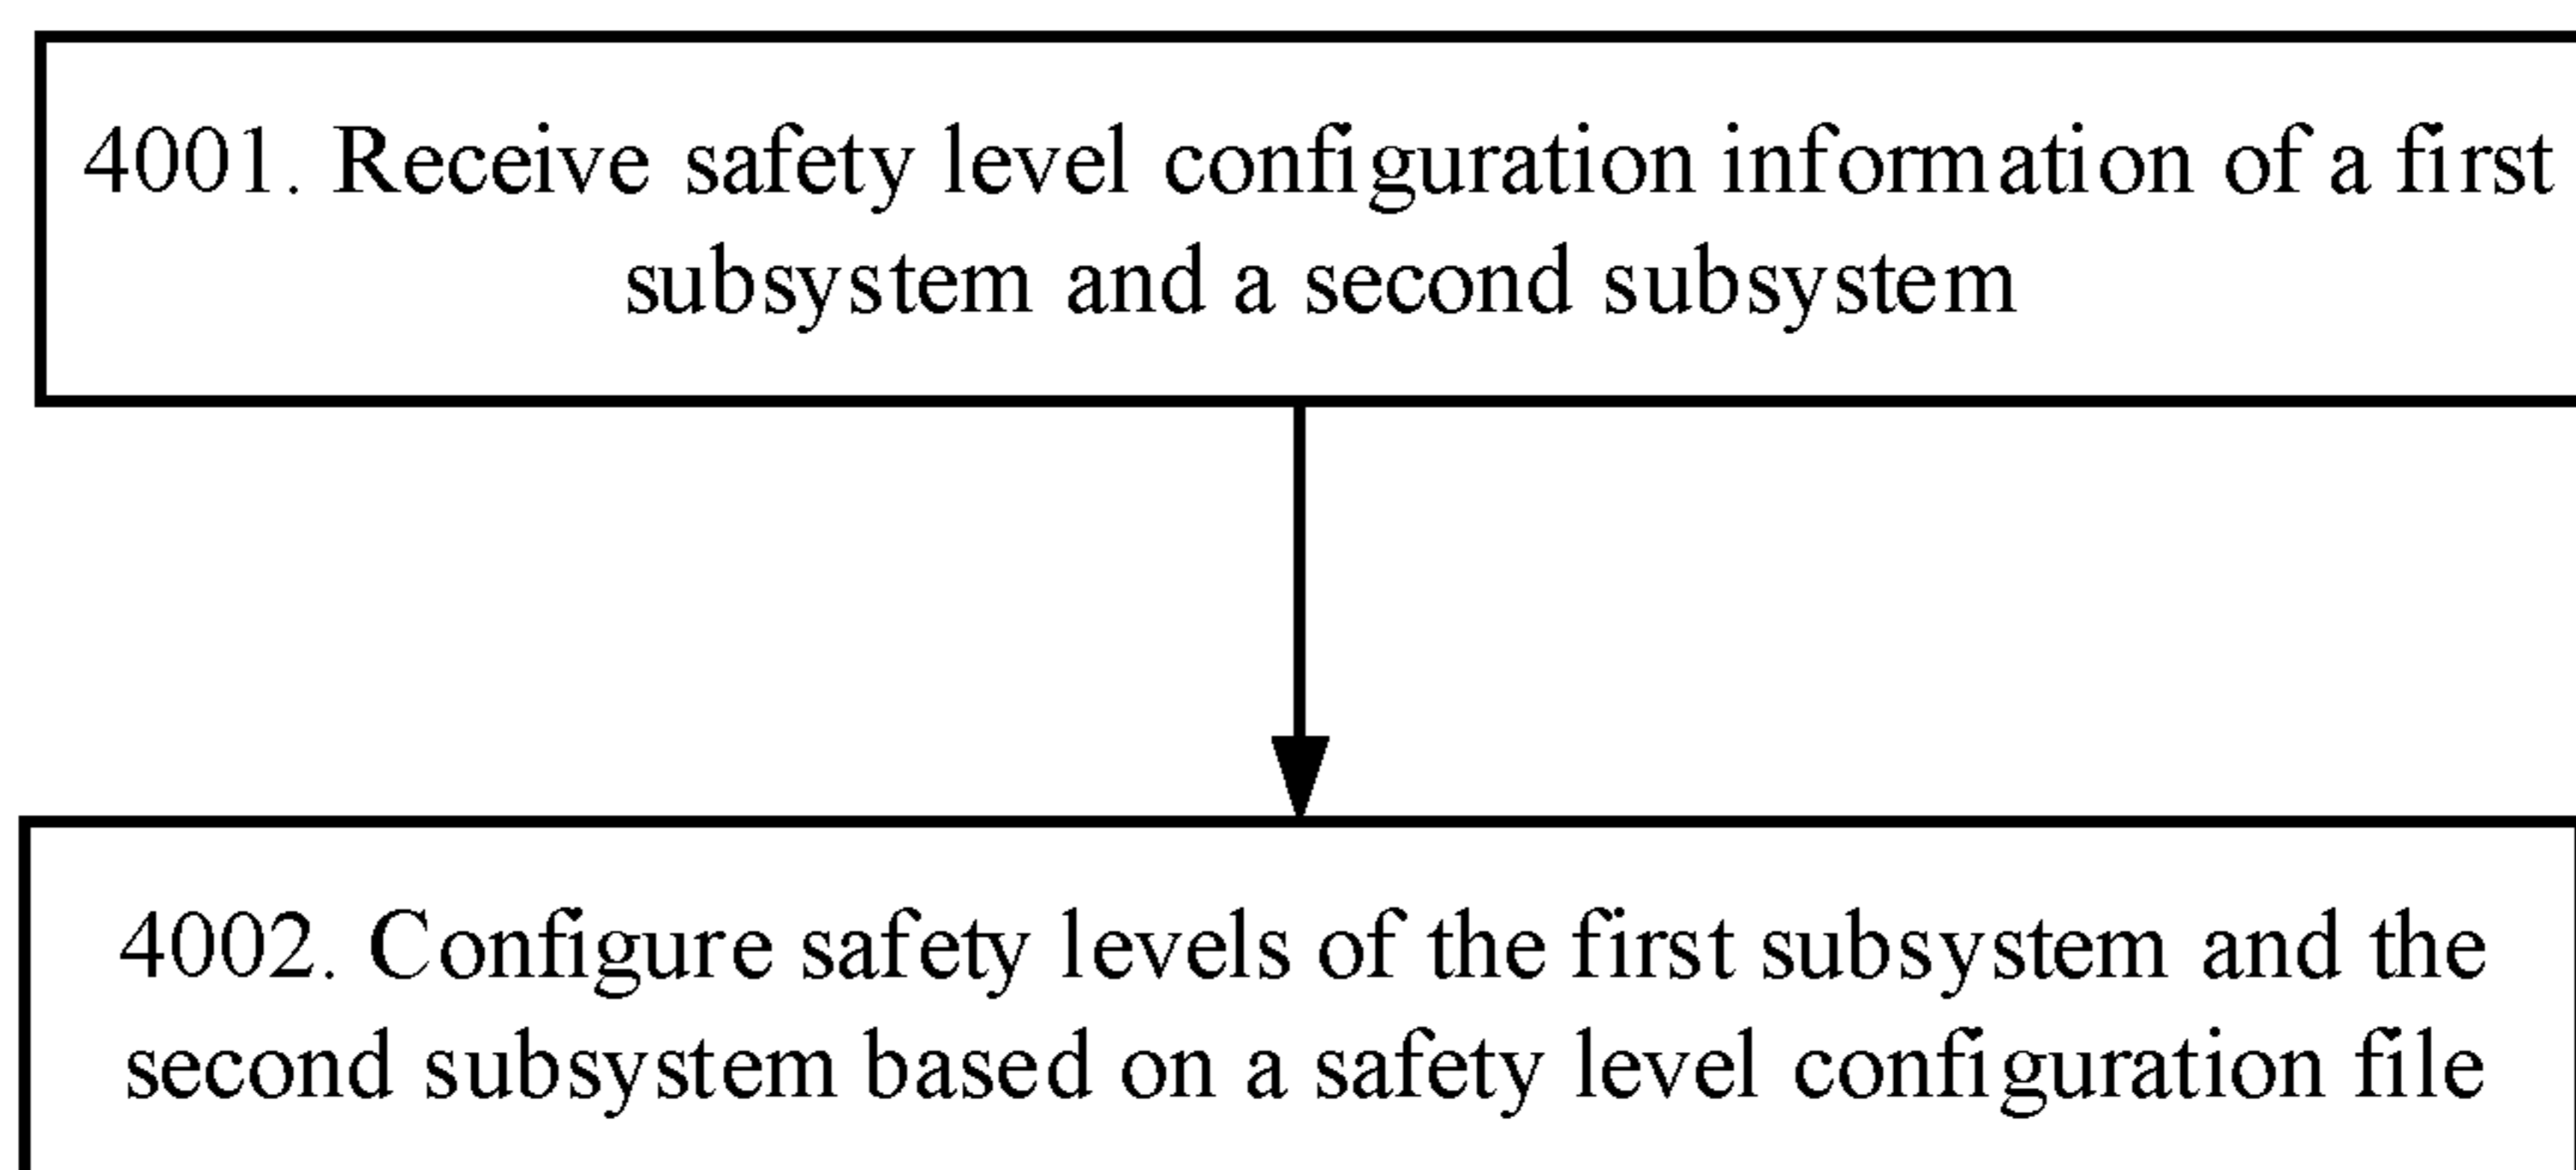 4001. Receive safety level configuration information of a first
subsystem and a second subsystem
4002. Configure safety levels of the first subsystem and the
second subsystem based on a safety level configuration file